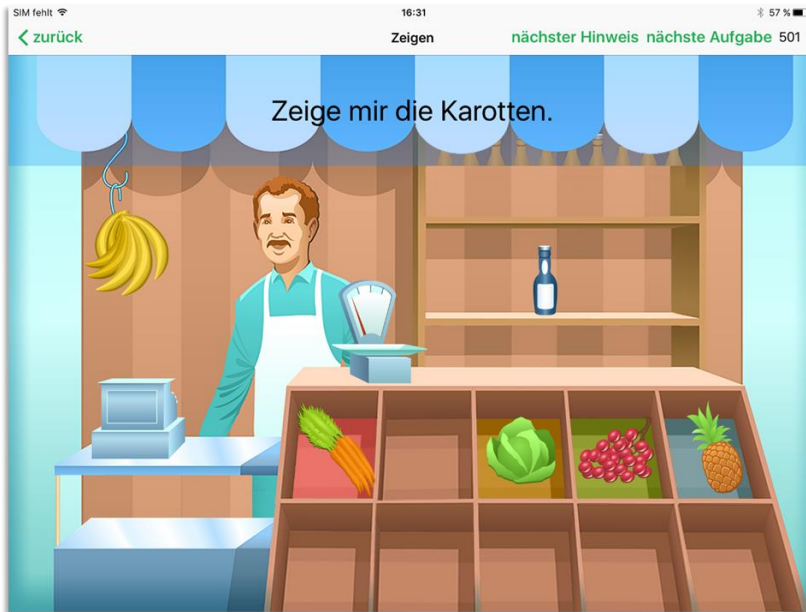 SIM fehlt 16:31 57 %
zurück Zeigen nächster Hinweis nächste Aufgabe 501
Zeige mir die Karotten.